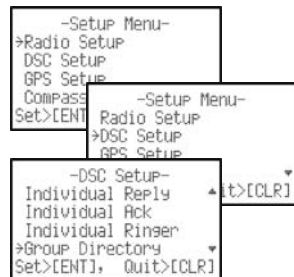 -Setup Menu-
→Radio Setup
DSC Setup
GPS Setup
Compass
Set>[ENT]
-Setup Menu-
Radio Setup
→DSC Setup
GPS Setup
it>[CLR]
-DSC Setup-
Individual Reply
Individual Ack
Individual Ringer
→Group Directory
Set>[ENT], Quit>[CLR]